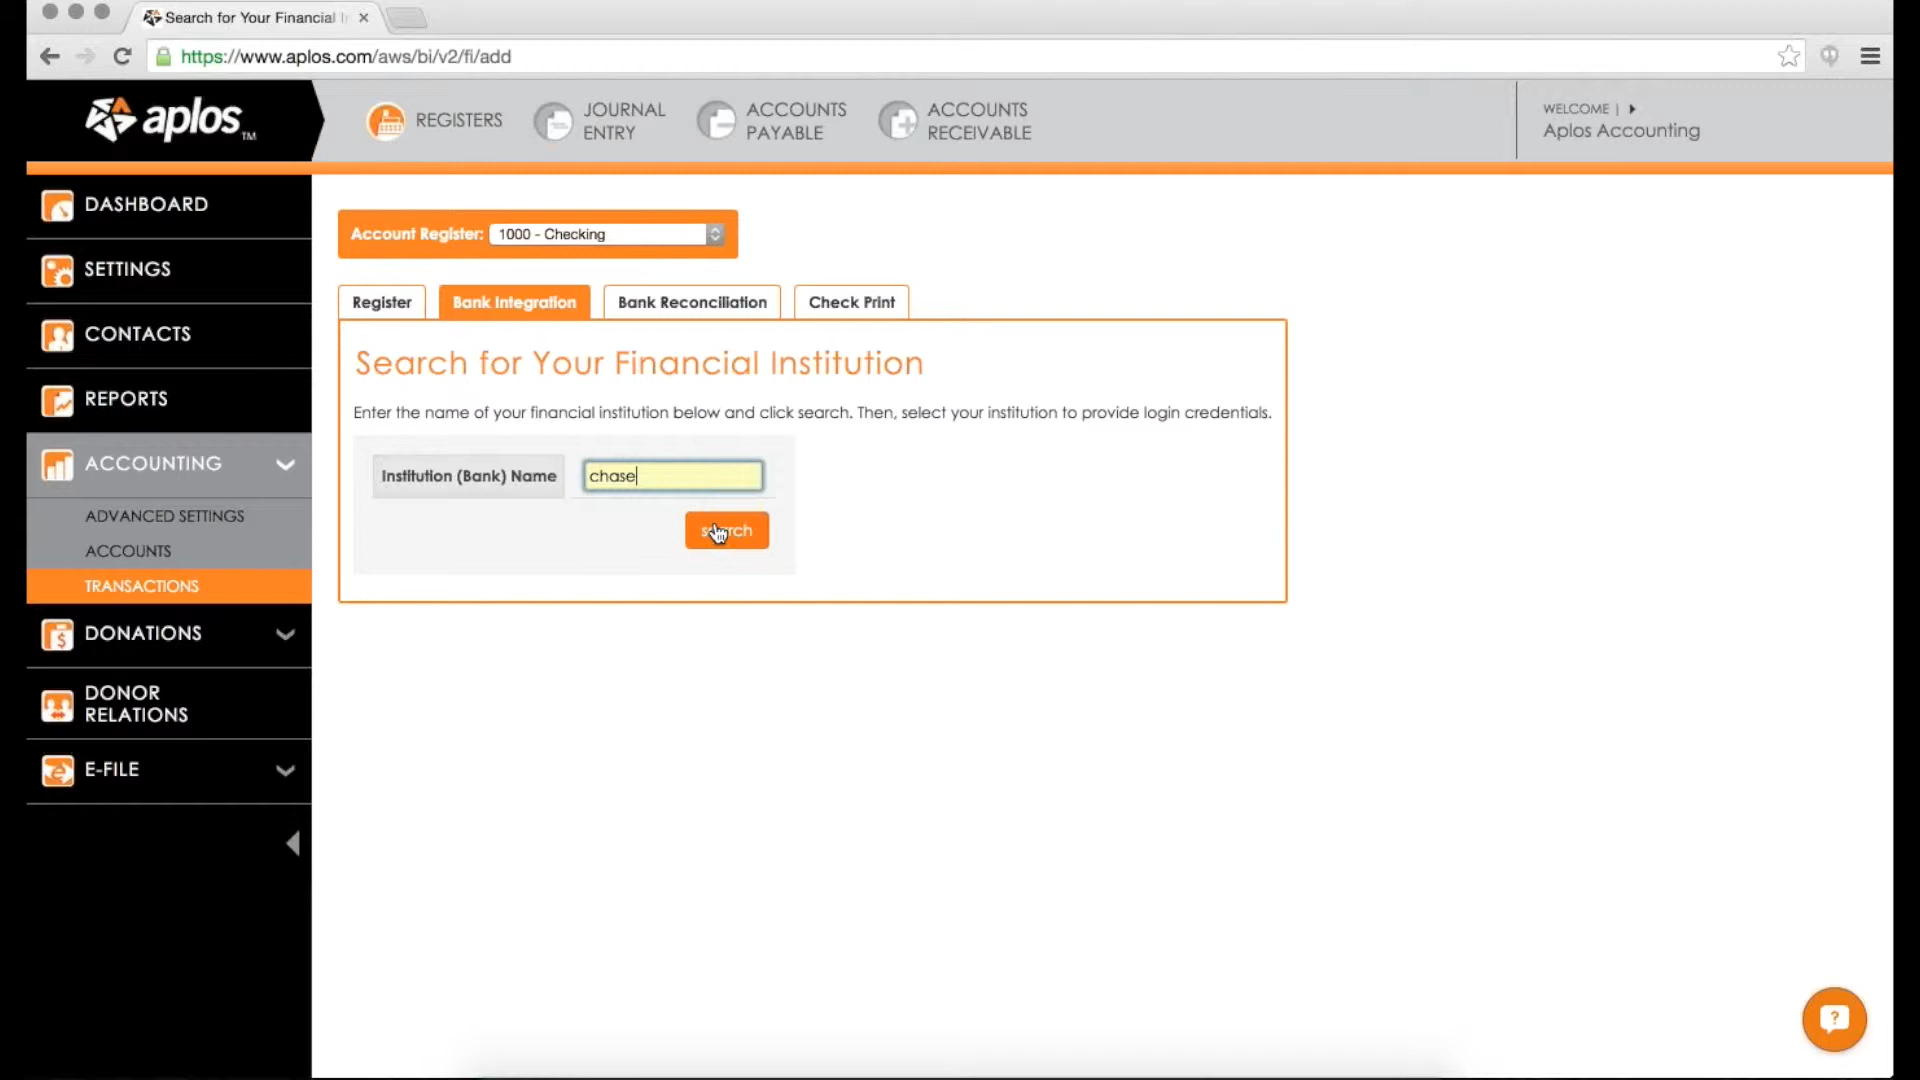 Search for Your Financial I
https://www.aplos.com/aws/bi/v2/fi/add
aplos TM
REGISTERS
JOURNAL
ENTRY
ACCOUNTS
PAYABLE
ACCOUNTS
RECEIVABLE
WELCOME |
Aplos Accounting
DASHBOARD
SETTINGS
CONTACTS
REPORTS
ACCOUNTING
ADVANCED SETTINGS
ACCOUNTS
TRANSACTIONS
DONATIONS
DONOR
RELATIONS
E-FILE
Account Register: 1000 - Checking
Register Bank Integration Bank Reconciliation Check Print
Search for Your Financial Institution
Enter the name of your financial institution below and click search. Then, select your institution to provide login credentials.
Institution (Bank) Name chase
search